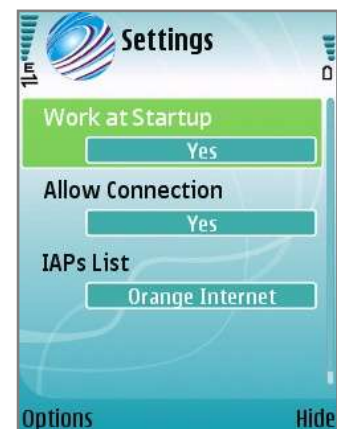 Settings
E
Work at Startup
Yes
Allow Connection
Yes
IAPs List
Orange Internet
Options Hide